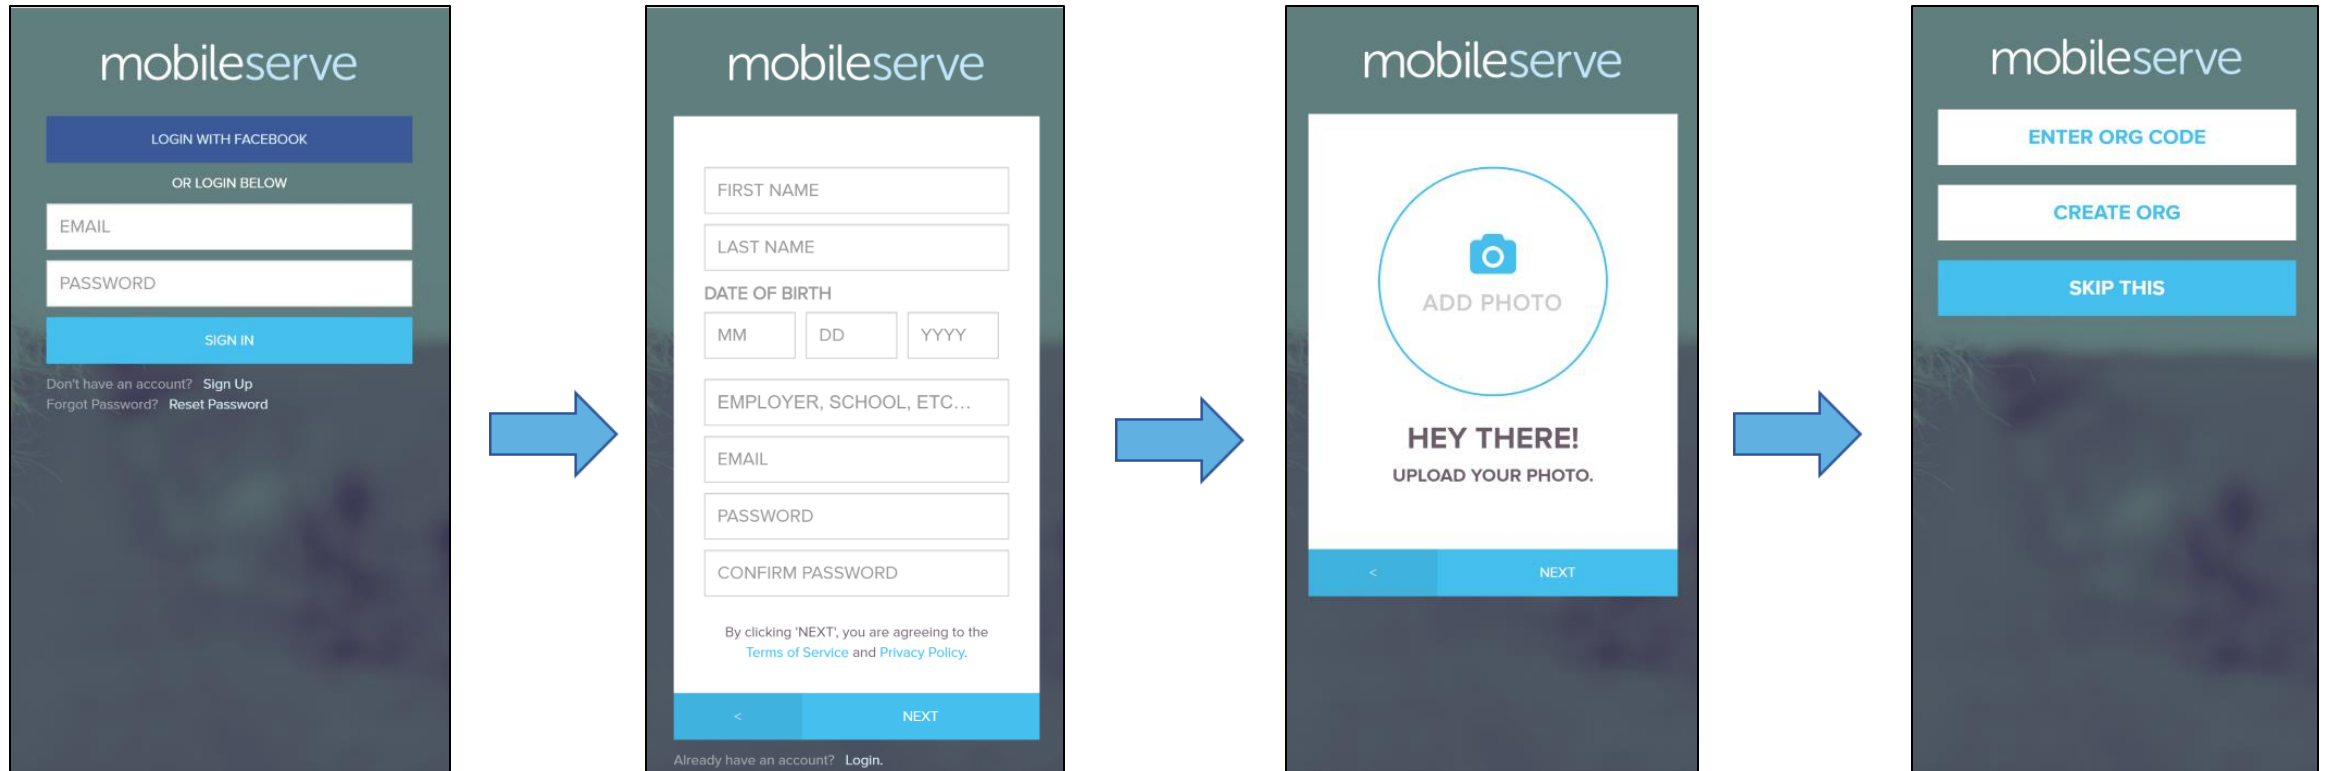 mobileserve
LOGIN WITH FACEBOOK
OR LOGIN BELOW
EMAIL
PASSWORD
SIGN IN
Don't have an account? Sign Up
Forgot Password? Reset Password
mobileserve
FIRST NAME
LAST NAME
DATE OF BIRTH
MM DD YYYY
EMPLOYER, SCHOOL, ETC...
EMAIL
PASSWORD
CONFIRM PASSWORD
By clicking 'NEXT', you are agreeing to the
Terms of Service and Privacy Policy.
< NEXT
Already have an account? Login.
mobileserve
ADD PHOTO
HEY THERE!
UPLOAD YOUR PHOTO.
< NEXT
mobileserve
ENTER ORG CODE
CREATE ORG
SKIP THIS